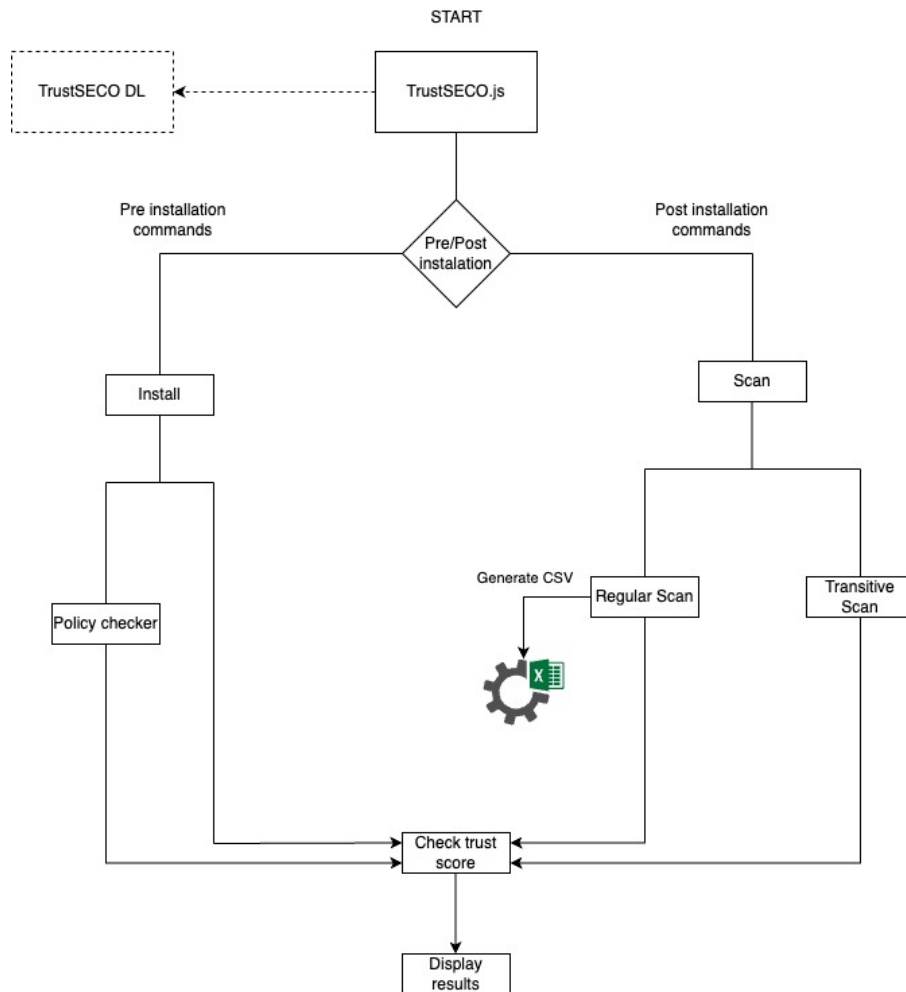 START
TrustSECO DL
TrustSECO.js
Pre installation
commands
Post installation
commands
Pre/Post
instalation
Install
Scan
Generate CSV
Regular Scan
Transitive
Scan
Policy checker
X
Check trust
score
Display
results